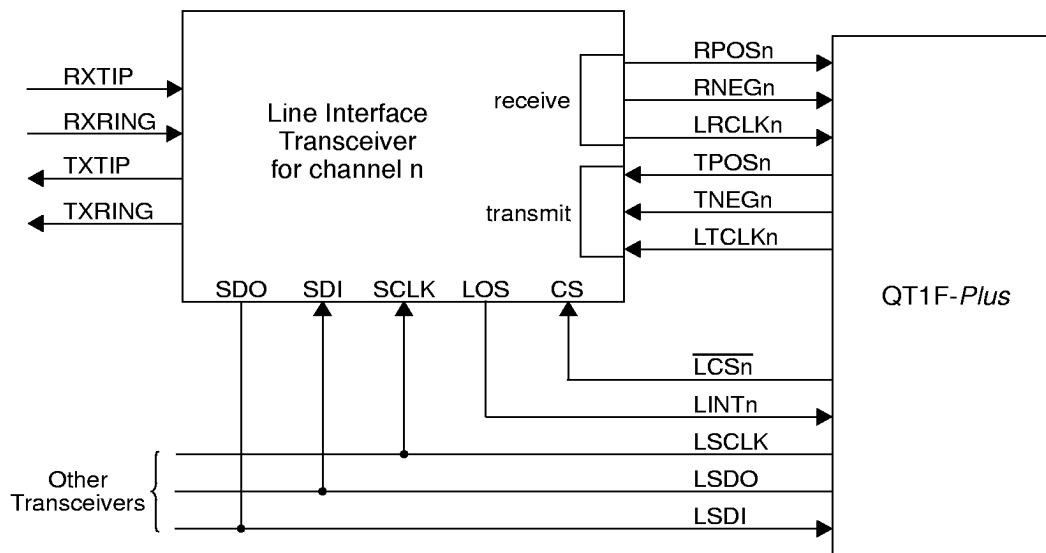 RXTIP
RXRING
TXTIP
TXRING
Line Interface
Transceiver
for channel n
receive
transmit
SDO SDI SCLK LOS CS
RPOSn
RNEGn
LRCLKn
TPOSn
TNEGn
LTCLKn
LCSn
LINTn
LSCLK
LSDO
LSDI
QT1F-Plus
Other
Transceivers